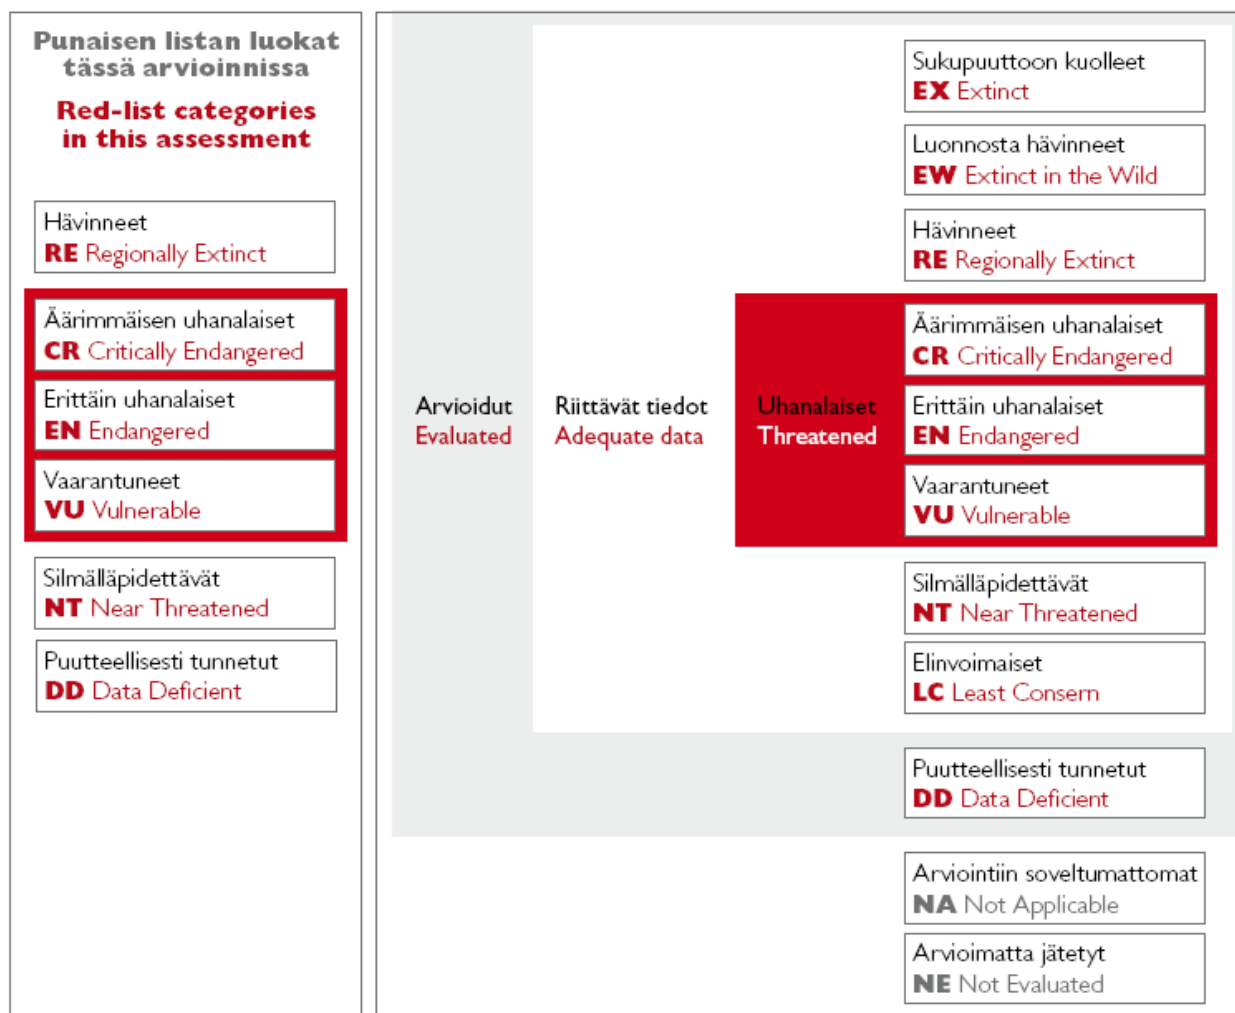 Punaisen listan luokat
tässä arvioinnissa
Red-list categories
in this assessment
Hävinneet
RE Regionally Extinct
Äärimmäisen uhanalaiset
CR Critically Endangered
Erittäin uhanalaiset
EN Endangered
Vaarantuneet
VU Vulnerable
Silmälläpidettävät
NT Near Threatened
Puutteellisesti tunnetut
DD Data Deficient
Arvioidut
Evaluated
Riittävät tiedot
Adequate data
Uhanalaiset
Threatened
Sukupuuttoon kuolleet
EX Extinct
Luonnosta hävinneet
EW Extinct in the Wild
Hävinneet
RE Regionally Extinct
Äärimmäisen uhanalaiset
CR Critically Endangered
Erittäin uhanalaiset
EN Endangered
Vaarantuneet
VU Vulnerable
Silmälläpidettävät
NT Near Threatened
Elinvoimaiset
LC Least Consern
Puutteellisesti tunnetut
DD Data Deficient
Arviointiin soveltumattomat
NA Not Applicable
Arvioimatta jätetyt
NE Not Evaluated